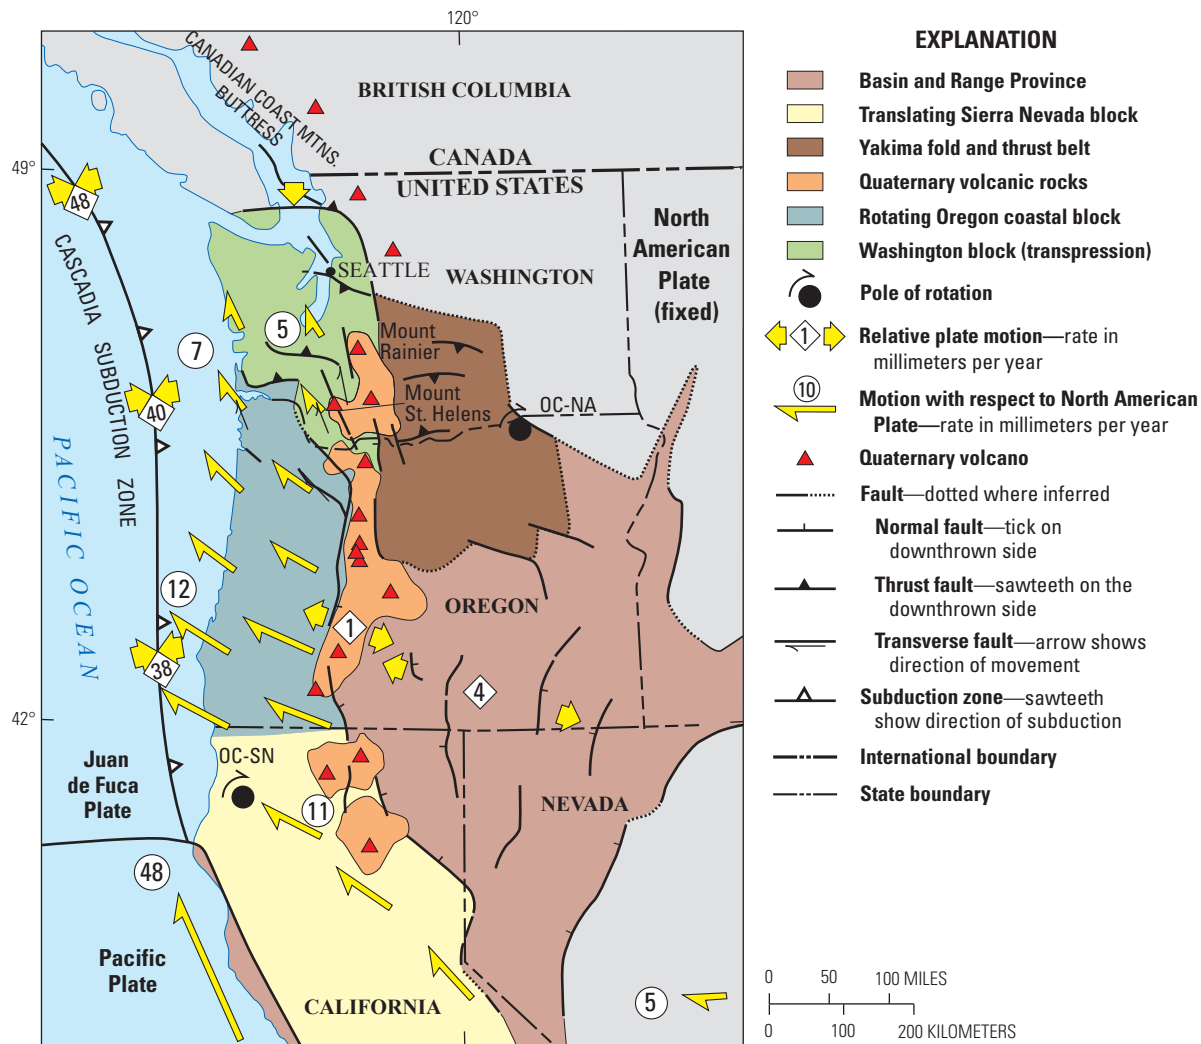 120°
CANADIAN COAST MTNS.
BUTTRESS
BRITISH COLUMBIA
49°
CANADA
UNITED STATES
48
CASCADIA SUBDUCTION ZONE
SEATTLE
WASHINGTON
North
American
Plate
(fixed)
5
7
Mount
Rainier
40
Mount
St. Helens
OC-NA
PACIFIC OCEAN
12
OREGON
1
38
4
42°
OC-SN
Juan
de Fuca
Plate
11
NEVADA
48
Pacific
Plate
CALIFORNIA
5
EXPLANATION
Basin and Range Province
Translating Sierra Nevada block
Yakima fold and thrust belt
Quaternary volcanic rocks
Rotating Oregon coastal block
Washington block (transpression)
Pole of rotation
1
Relative plate motion—rate in
millimeters per year
10
Motion with respect to North American
Plate—rate in millimeters per year
Quaternary volcano
Fault—dotted where inferred
Normal fault—tick on
downthrown side
Thrust fault—sawteeth on the
downthrown side
Transverse fault—arrow shows
direction of movement
Subduction zone—sawteeth
show direction of subduction
International boundary
State boundary
0 50 100 MILES
0 100 200 KILOMETERS